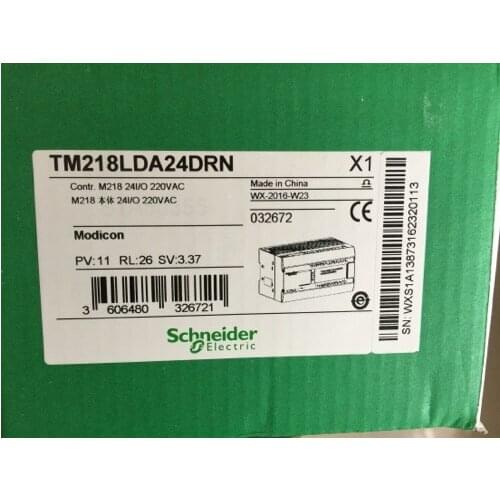 TM218LDA24DRN X1
Contr. M218 24I/O 220VAC
M218 本体 24I/O 220VAC
Made in China
WX-2016-W23
032672
Modicon
PV:11 RL:26 SV:3.37
3 606480 326721
Schneider
Electric
SN: WXS1A13873162320113